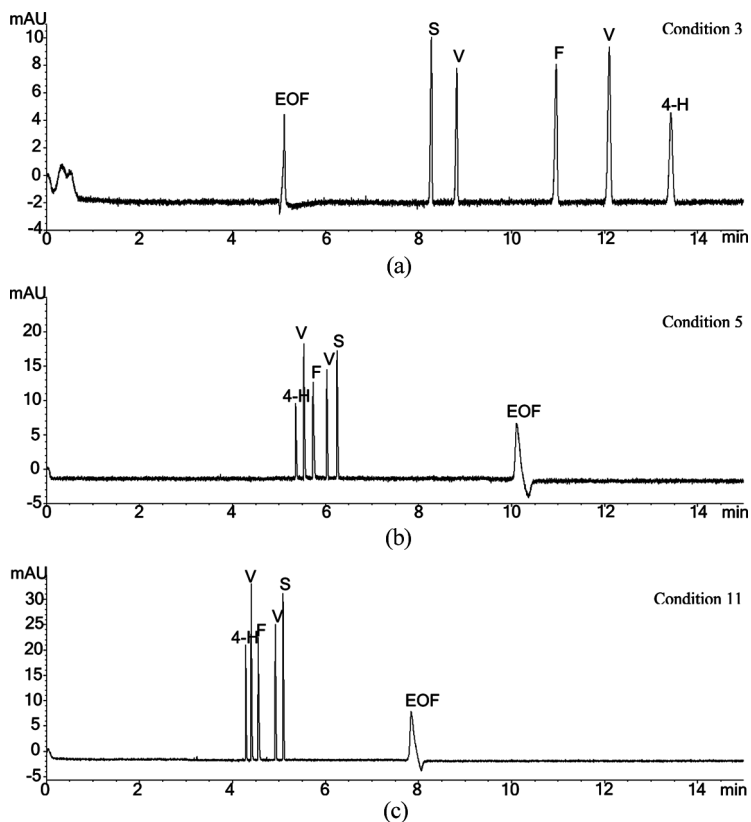 mAU
Condition 3
10
8
6
4
2
0
-2
-4
EOF
S
V
F
V
4-H
2 4 6 8 10 12 14 min
(a)
mAU
Condition 5
20
15
10
5
0
-5
4-H
V
F
V
S
EOF
0 2 4 6 8 10 12 14 min
(b)
mAU
Condition 11
30
25
20
15
10
5
0
-5
4-H
V
F
V
S
EOF
0 2 4 6 8 10 12 14 min
(c)